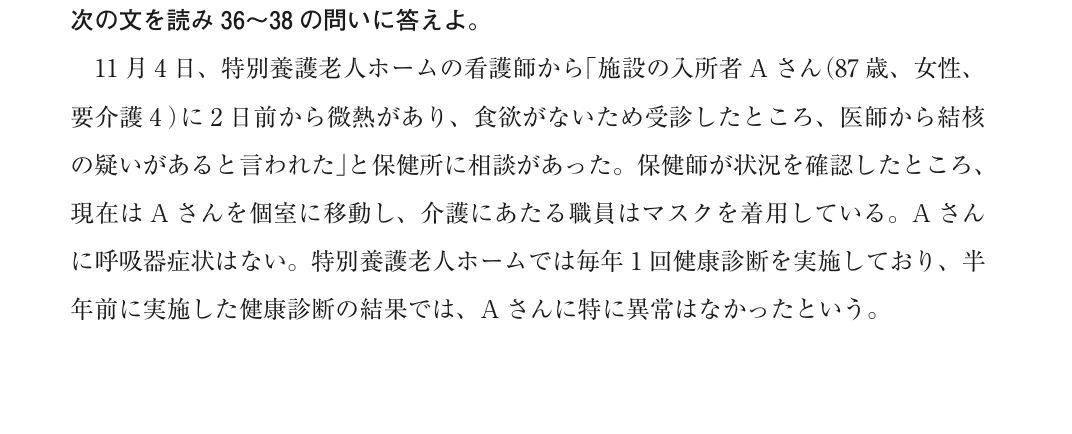 次の文を読み 36〜38 の問いに答えよ。
11 月 4 日、特別養護老人ホームの看護師から「施設の入所者 A さん(87 歳、女性、
要介護 4 )に 2 日前から微熱があり、食欲がないため受診したところ、医師から結核
の疑いがあると言われた」と保健所に相談があった。保健師が状況を確認したところ、
現在は A さんを個室に移動し、介護にあたる職員はマスクを着用している。A さん
に呼吸器症状はない。特別養護老人ホームでは毎年 1 回健康診断を実施しており、半
年前に実施した健康診断の結果では、A さんに特に異常はなかったという。